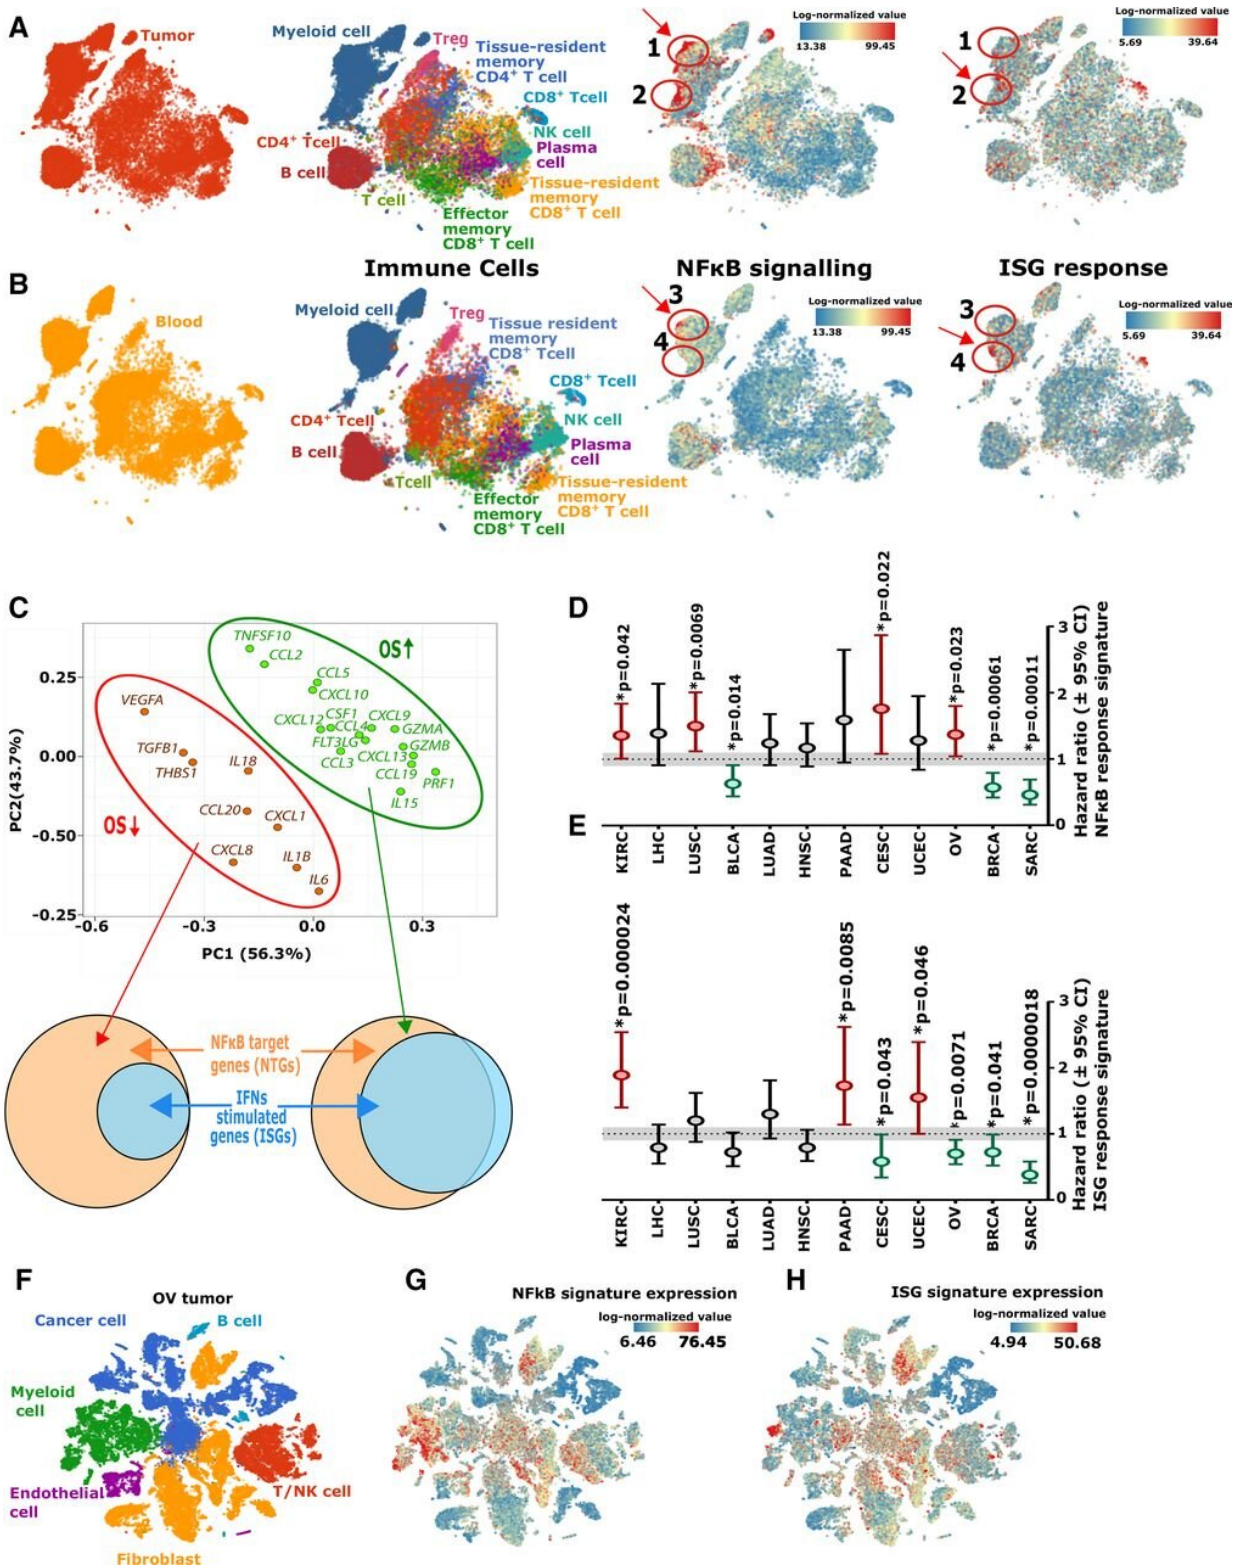 A
Tumor
Myeloid cell
Treg
Tissue-resident
memory
CD4⁺ T cell
CD8⁺ Tcell
NK cell
Plasma
cell
CD4⁺ Tcell
B cell
T cell
Effector
memory
CD8⁺ T cell
Tissue-resident
memory
CD8⁺ T cell
Log-normalized value
13.38 99.45
1
2
Log-normalized value
5.69 39.64
1
2
B
Immune Cells
NFκB signalling
ISG response
Blood
Myeloid cell
Treg
Tissue resident
memory
CD8⁺ Tcell
CD8⁺ Tcell
NK cell
Plasma
cell
CD4⁺ Tcell
B cell
Tcell
Effector
memory
CD8⁺ T cell
Tissue-resident
memory
CD8⁺ T cell
3
4
Log-normalized value
13.38 99.45
3
4
Log-normalized value
5.69 39.64
C
PC2(43.7%)
0.25
0.00
-0.50
-0.25
-0.6 -0.3 0.0 0.3
PC1 (56.3%)
OS↑
OS↓
TNFSF10
CCL2
CCL5
CXCL10
CXCL12
CSF1
CXCL9
CCL4
GZMA
FLT3LG
GZMB
CCL3
CXCL13
CCL19
PRF1
IL15
VEGFA
TGFB1
THBS1
IL18
CCL20
CXCL1
CXCL8
IL1B
IL6
NFκB target
genes (NTGs)
IFNs
stimulated
genes (ISGs)
D
*p=0.042
*p=0.0069
*p=0.014
*p=0.022
*p=0.023
*p=0.00061
*p=0.00011
3
2
1
0
Hazard ratio (± 95% CI)
NFκB response signature
KIRC
LHC
LUSC
BLCA
LUAD
HNSC
PAAD
CESC
UCEC
OV
BRCA
SARC
E
*p=0.000024
*p=0.0085
*p=0.043
*p=0.046
*p=0.0071
*p=0.041
*p=0.0000018
3
2
1
0
Hazard ratio (± 95% CI)
ISG response signature
KIRC
LHC
LUSC
BLCA
LUAD
HNSC
PAAD
CESC
UCEC
OV
BRCA
SARC
F
OV tumor
Cancer cell
B cell
Myeloid
cell
Endothelial
cell
T/NK cell
Fibroblast
G
NFkB signature expression
log-normalized value
6.46 76.45
H
ISG signature expression
log-normalized value
4.94 50.68